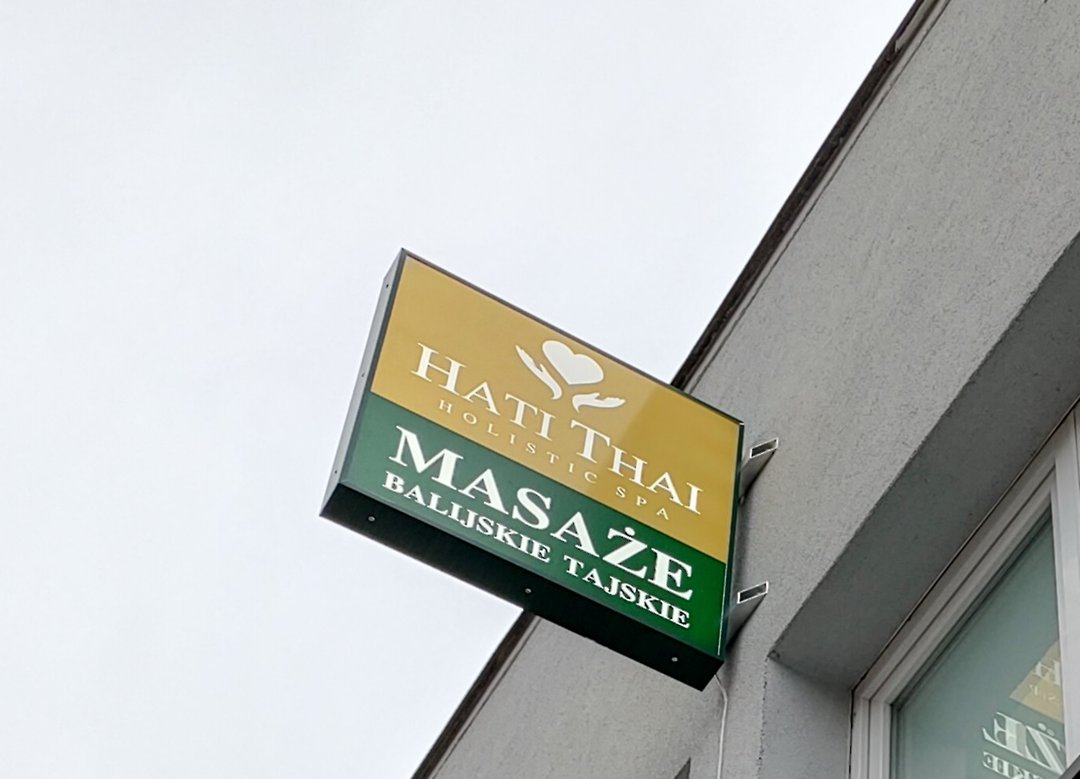 HATI THAI
HOLISTIC SPA
MASAŻE
BALIJSKIE TAJSKIE